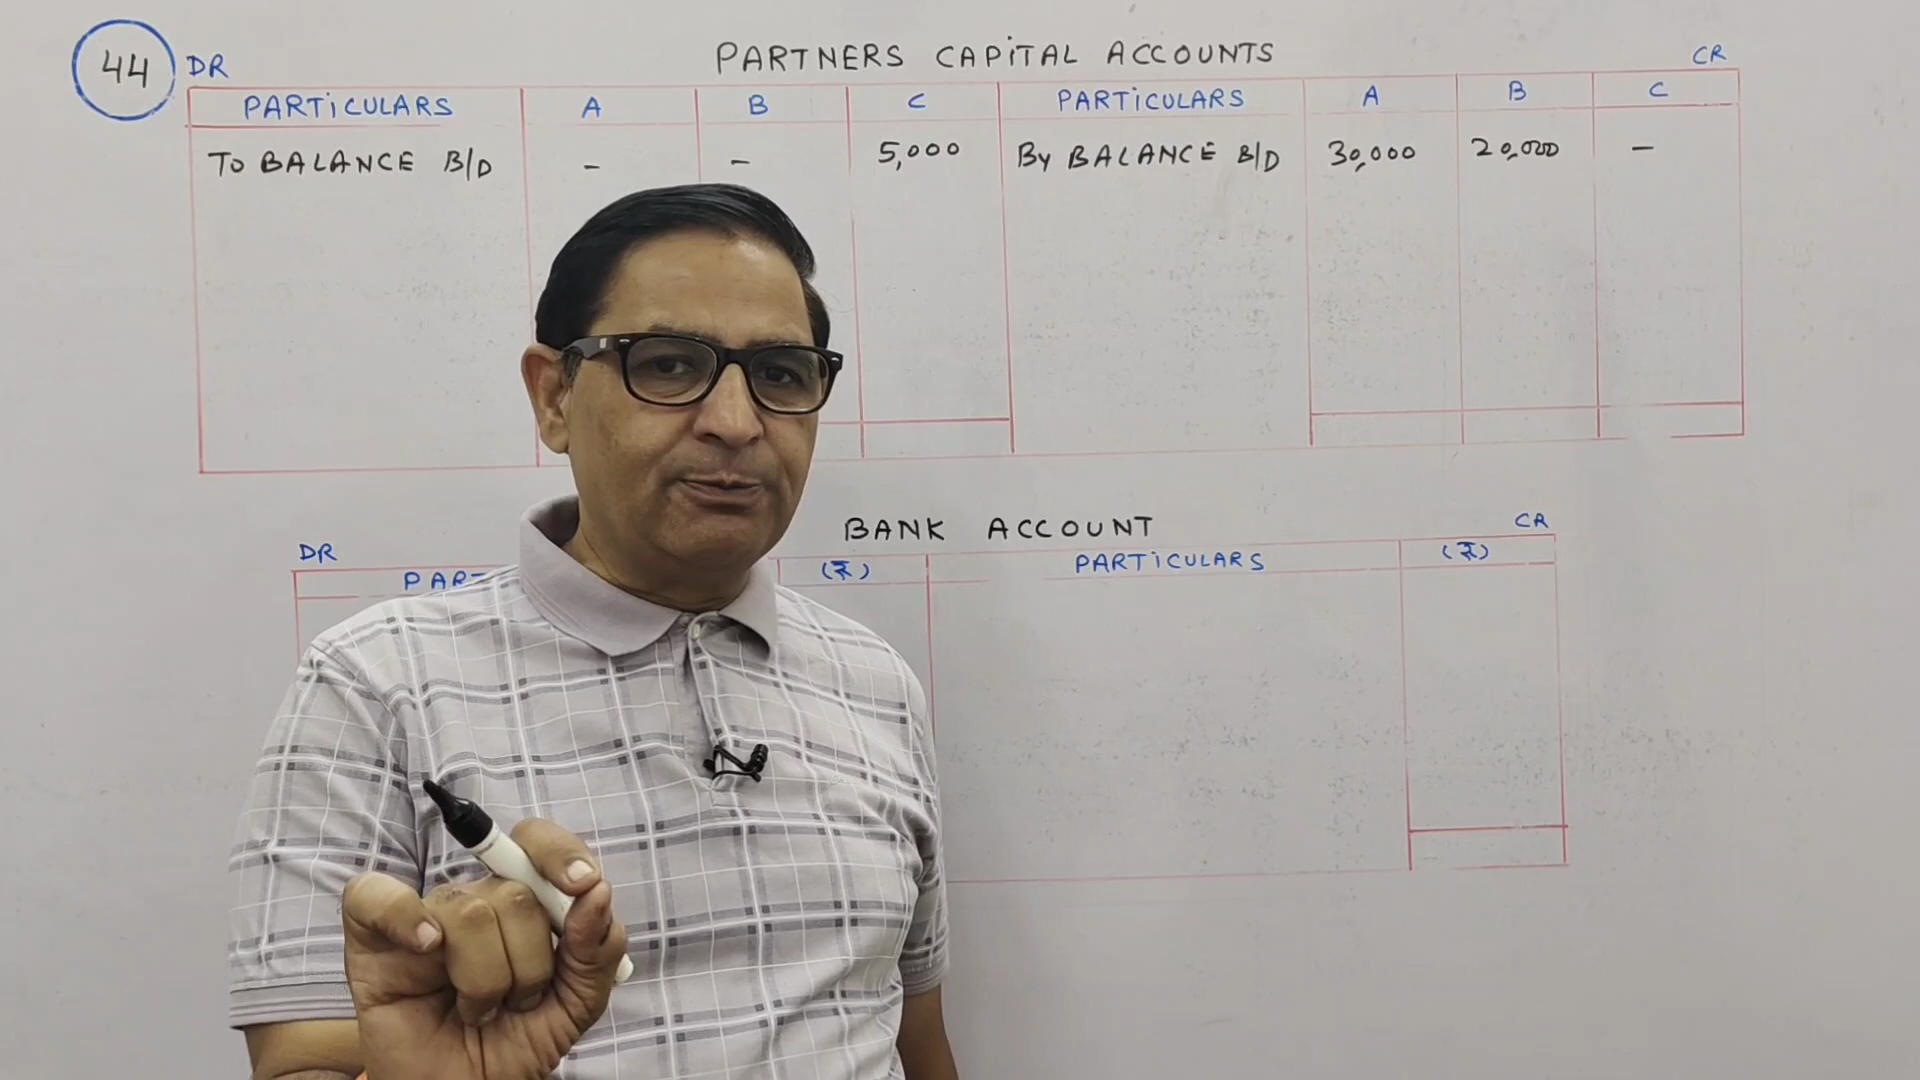 44
PARTNERS CAPITAL ACCOUNTS
DR
CR
PARTICULARS A B C PARTICULARS A B C
TO BALANCE B/D - - 5,000 By BALANCE B/D 30,000 20,000 -
BANK ACCOUNT
DR
CR
PART (₹) PARTICULARS (₹)